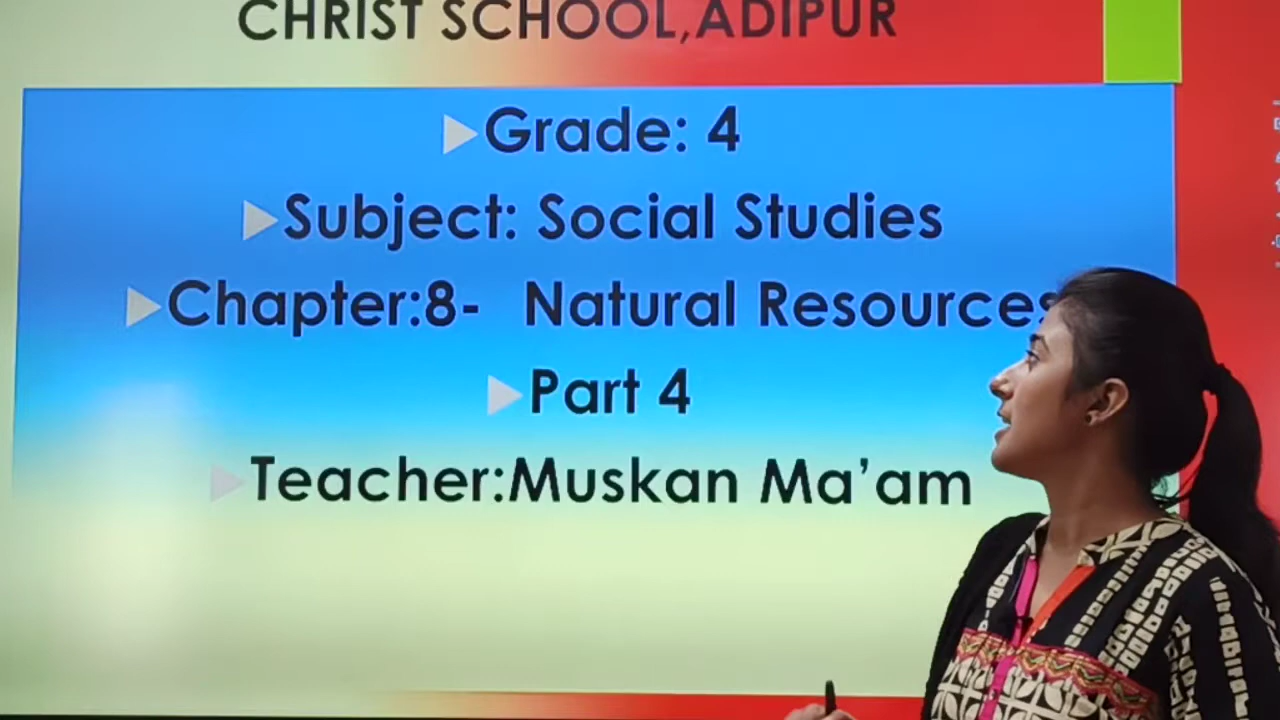 CHRIST SCHOOL,ADIPUR
Grade: 4
Subject: Social Studies
Chapter:8- Natural Resources
Part 4
Teacher:Muskan Ma’am